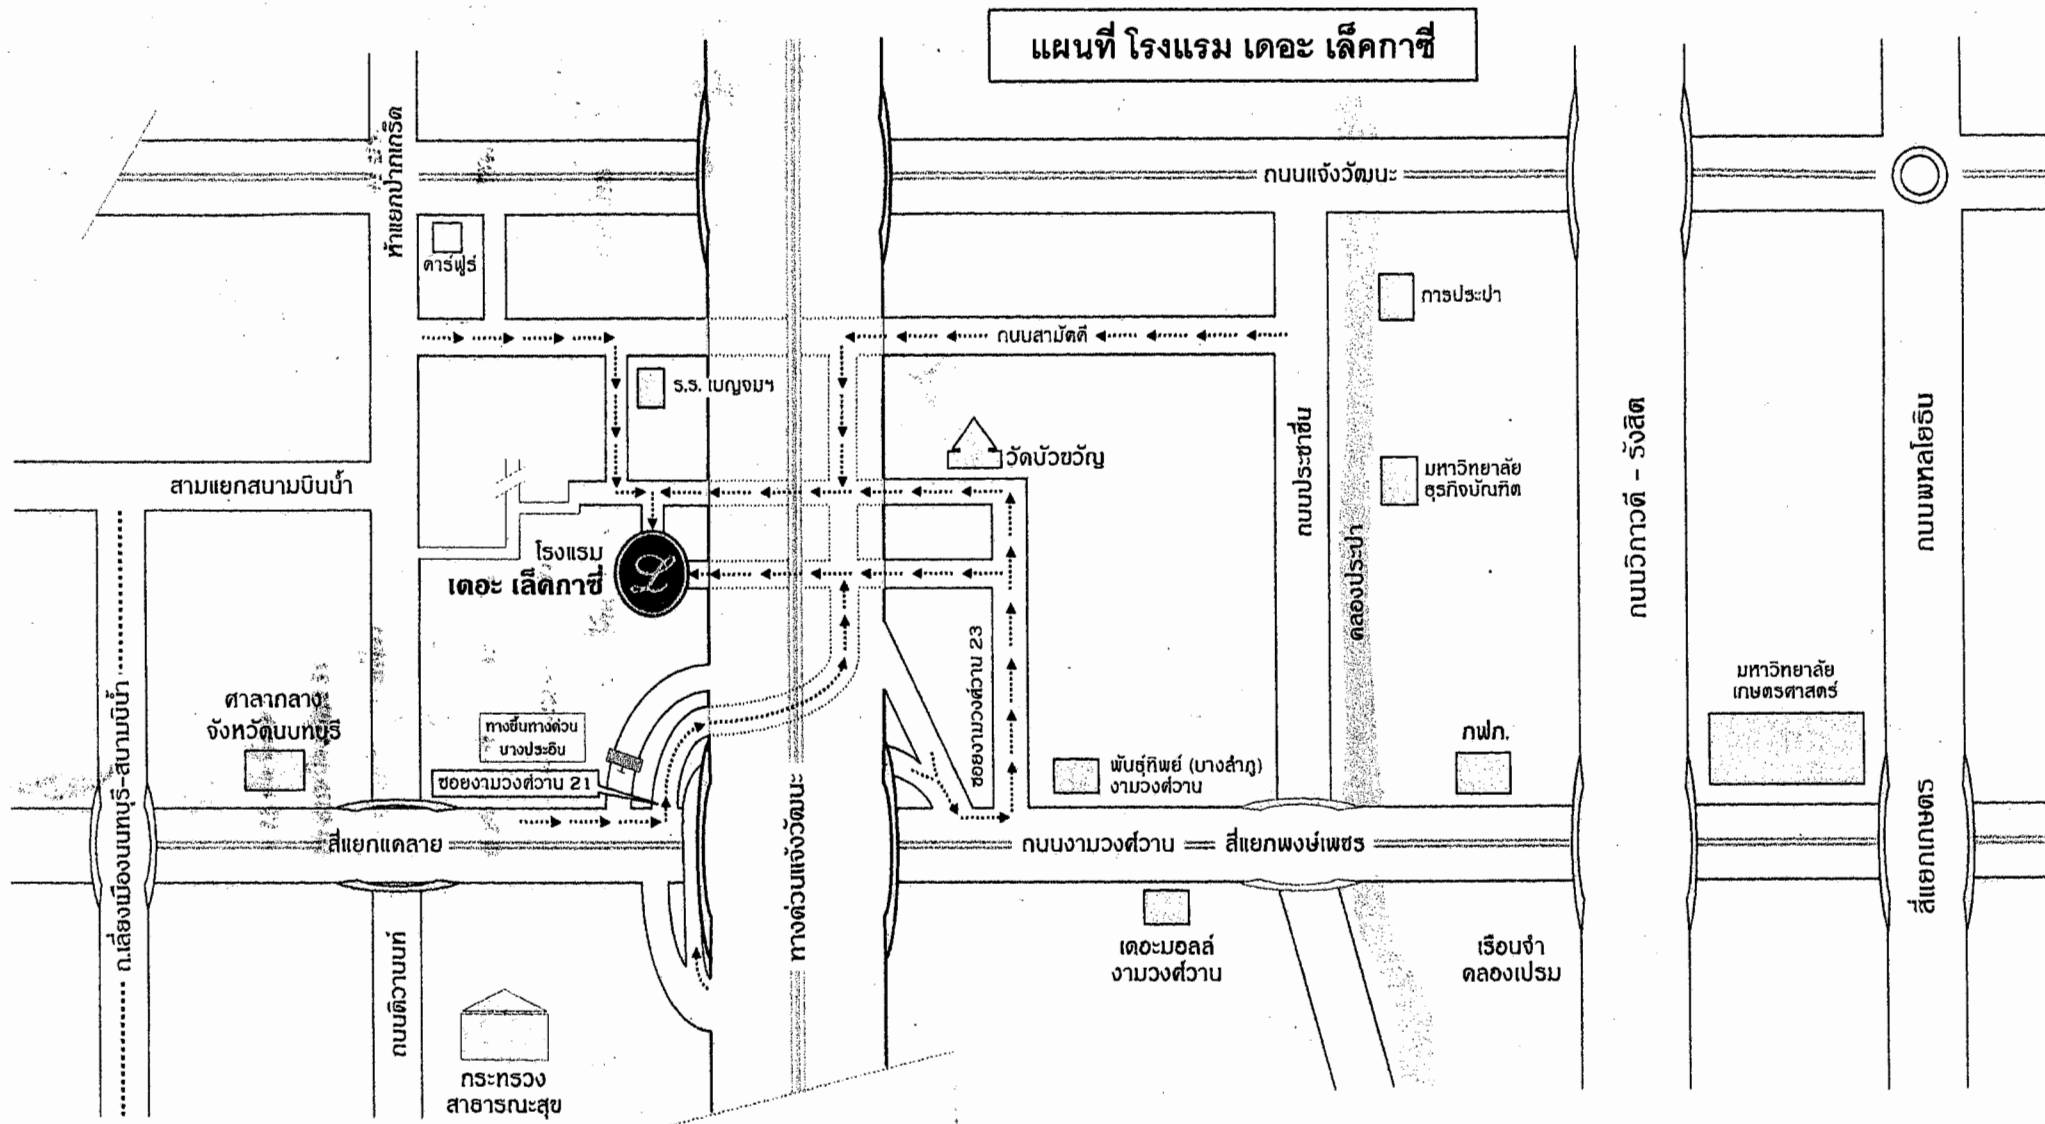 แผนที่ โรงแรม เดอะ เล็คกาซี่
ห้าแยกปากเกร็ด
ถนนแจ้งวัฒนะ
คาร์ฟูร์
การประปา
ถนนสามัคคี
ร.ร. เบญจมฯ
วัดบัวขวัญ
ถนนประชาชื่น
มหาวิทยาลัย
ธุรกิจบัณฑิต
ถนนวิภาวดี - รังสิต
ถนนพหลโยธิน
สามแยกสนามบินน้ำ
โรงแรม
เดอะ เล็คกาซี่
L
คลองประปา
ซอยงามวงศ์วาน 23
ถ.เลี่ยงเมืองนนทบุรี-สนามบินน้ำ
ศาลากลาง
จังหวัดนนทบุรี
ทางขึ้นทางด่วน
บางปะอิน
ซอยงามวงศ์วาน 21
ทางด่วนแจ้งวัฒนะ
พันธุ์ทิพย์ (บางลำภู)
งามวงศ์วาน
กฟภ.
มหาวิทยาลัย
เกษตรศาสตร์
สี่แยกแคลาย
ถนนงามวงศ์วาน
สี่แยกพงษ์เพชร
สี่แยกเกษตร
ถนนติวานนท์
เดอะมอลล์
งามวงศ์วาน
เรือนจำ
คลองเปรม
กระทรวง
สาธารณะสุข